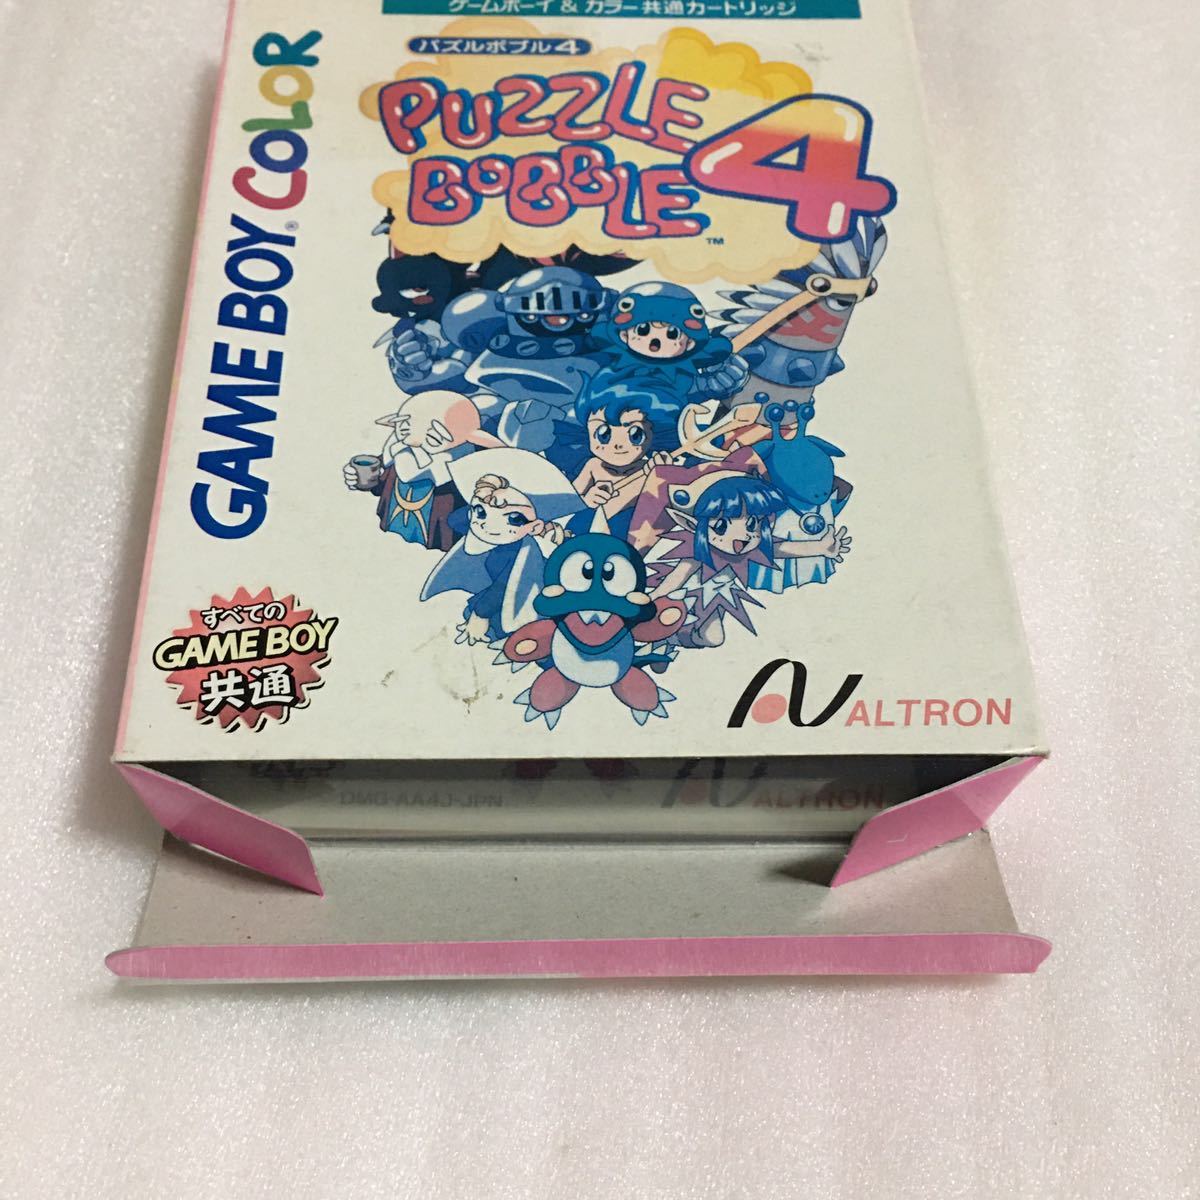 ゲームボーイ & カラー共通カートリッジ
パズルボブル4
PUZZLE
BOBBLE 4
™
GAME BOY COLOR
®
すべての
GAME BOY
共通
ALTRON
DMG-AA4J-JPN
ALTRON